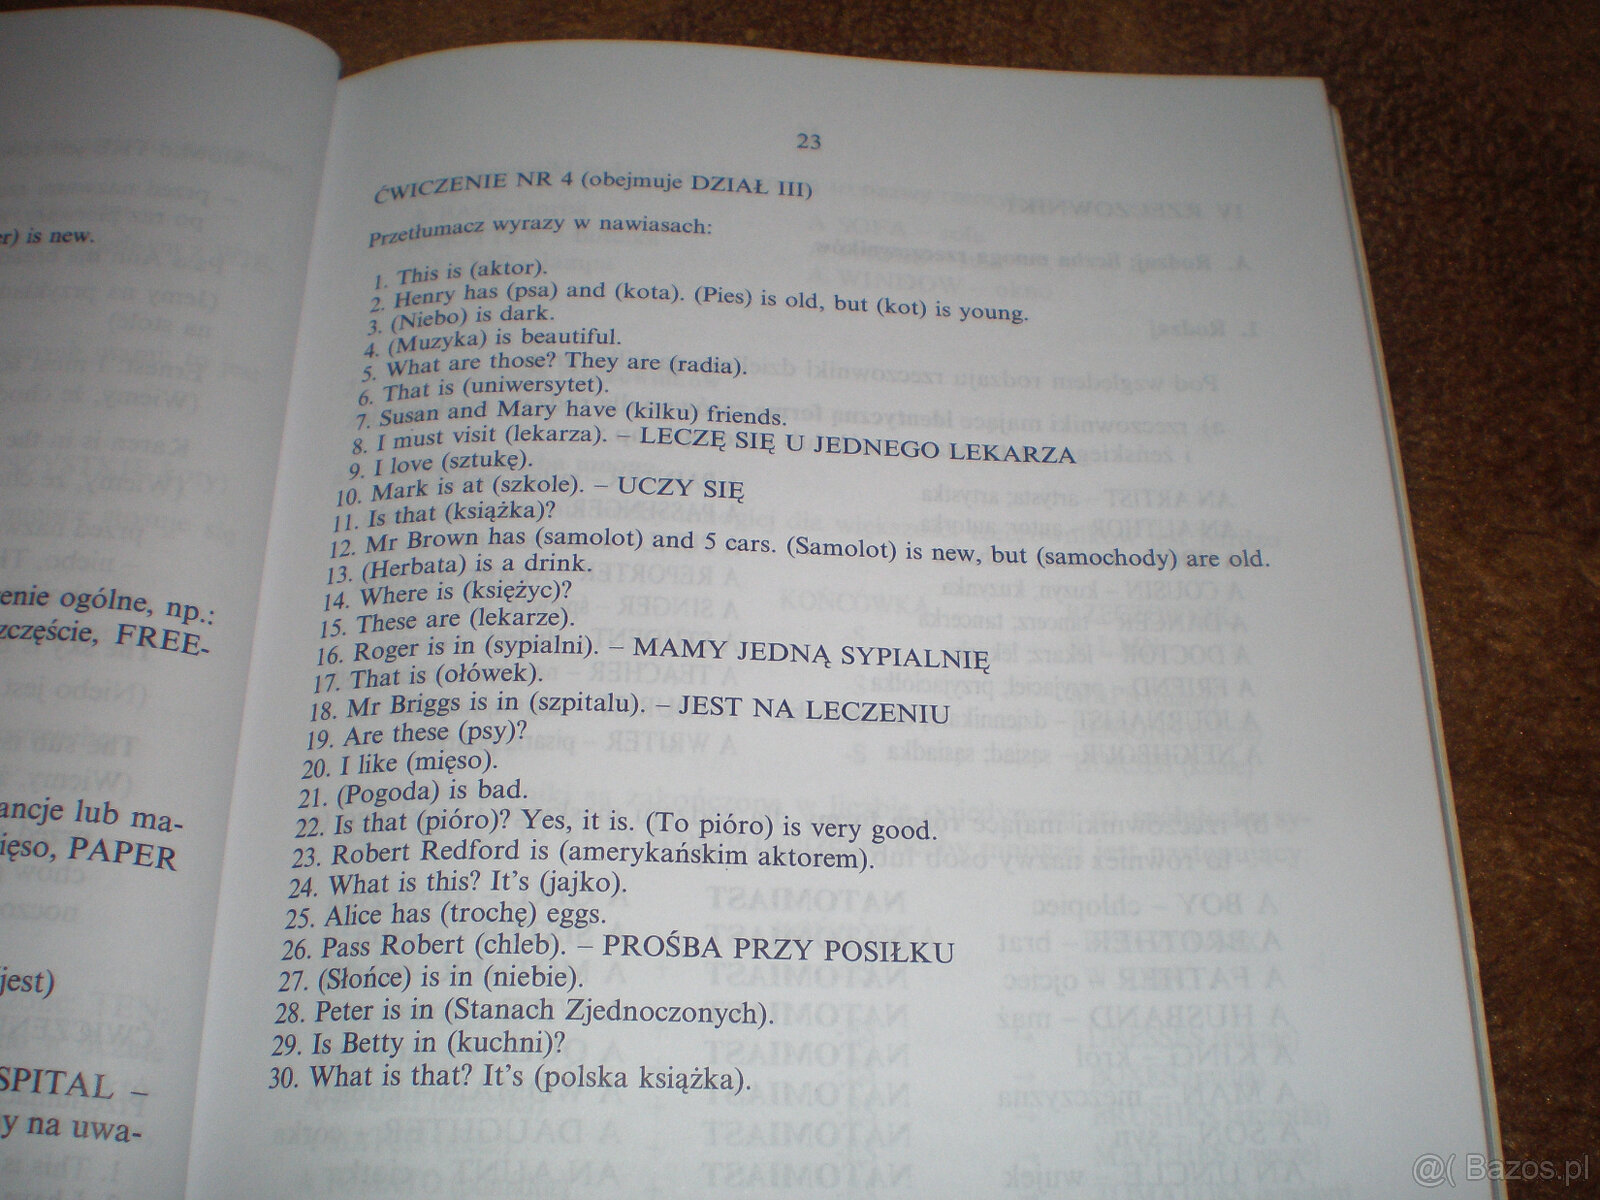 r) is new.
enie ogólne, np.:
zczęście, FREE-
ancje lub ma-
ięso, PAPER
jest)
SPITAL –
y na uwa-
23
ĆWICZENIE NR 4 (obejmuje DZIAŁ III)
Przetłumacz wyrazy w nawiasach:
1. This is (aktor).
2. Henry has (psa) and (kota). (Pies) is old, but (kot) is young.
3. (Niebo) is dark.
4. (Muzyka) is beautiful.
5. What are those? They are (radia).
6. That is (uniwersytet).
7. Susan and Mary have (kilku) friends.
8. I must visit (lekarza). – LECZĘ SIĘ U JEDNEGO LEKARZA
9. I love (sztukę).
10. Mark is at (szkole). – UCZY SIĘ
11. Is that (książka)?
12. Mr Brown has (samolot) and 5 cars. (Samolot) is new, but (samochody) are old.
13. (Herbata) is a drink.
14. Where is (księżyc)?
15. These are (lekarze).
16. Roger is in (sypialni). – MAMY JEDNĄ SYPIALNIĘ
17. That is (ołówek).
18. Mr Briggs is in (szpitalu). – JEST NA LECZENIU
19. Are these (psy)?
20. I like (mięso).
21. (Pogoda) is bad.
22. Is that (pióro)? Yes, it is. (To pióro) is very good.
23. Robert Redford is (amerykańskim aktorem).
24. What is this? It's (jajko).
25. Alice has (trochę) eggs.
26. Pass Robert (chleb). – PROŚBA PRZY POSIŁKU
27. (Słońce) is in (niebie).
28. Peter is in (Stanach Zjednoczonych).
29. Is Betty in (kuchni)?
30. What is that? It's (polska książka).
@( Bazos.pl